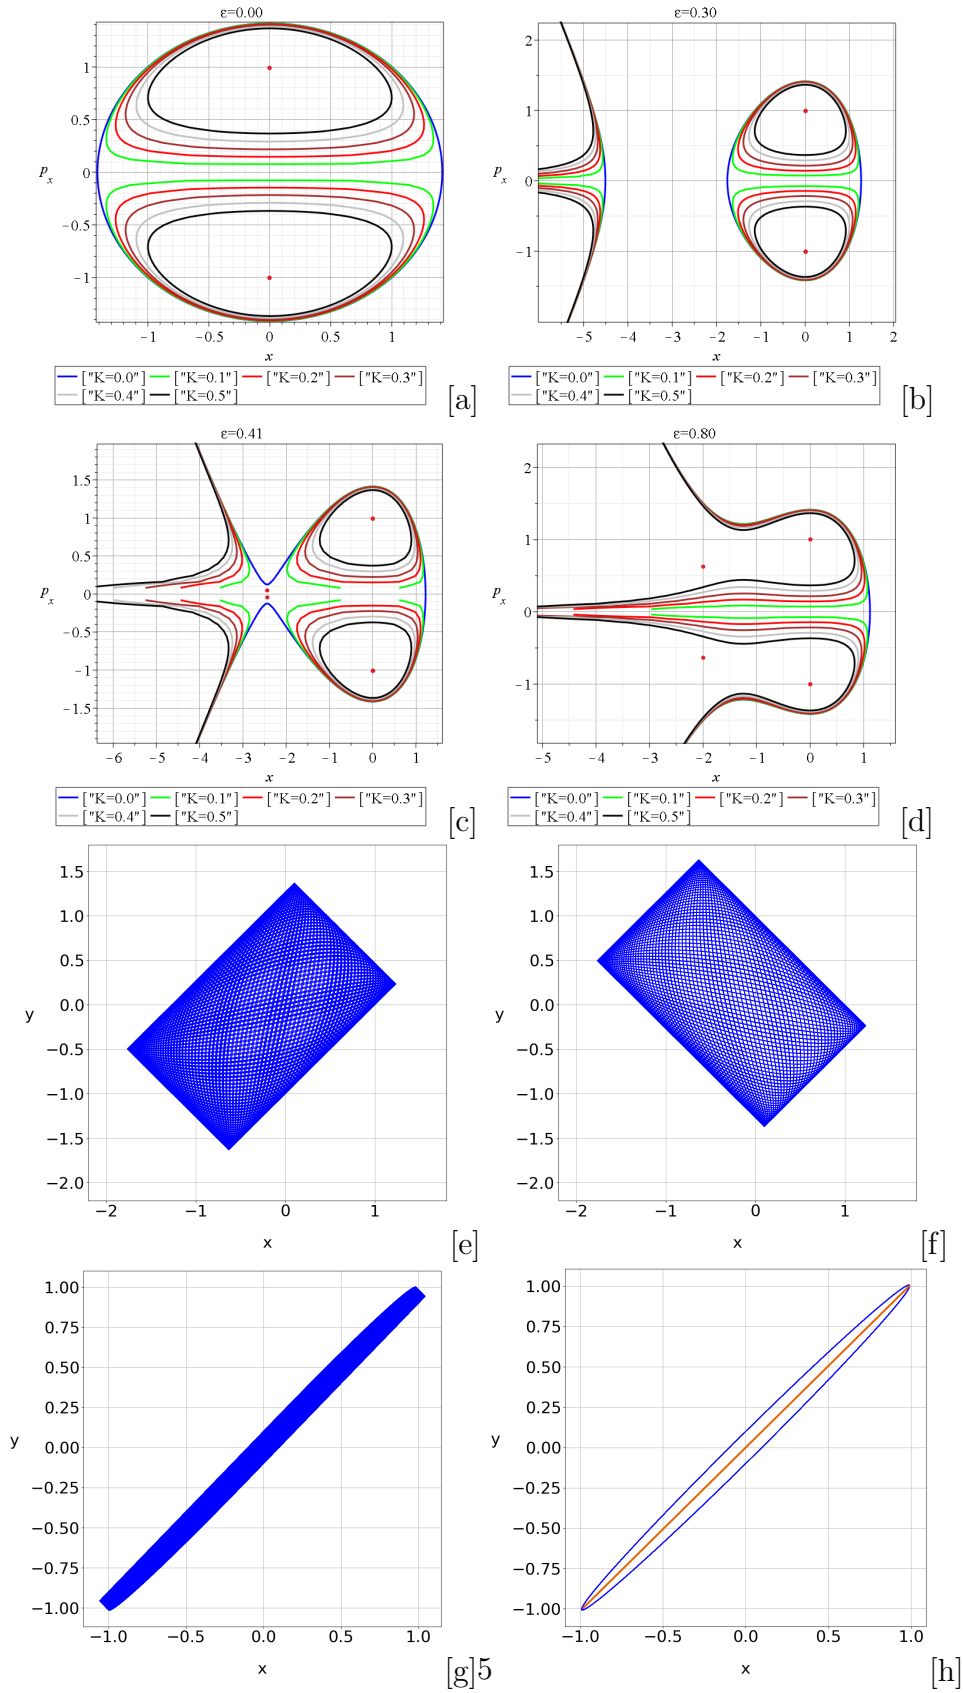 ε=0.00
1
0.5
0
−0.5
−1
p_x
−1 −0.5 0 0.5 1
x
["K=0.0"] ["K=0.1"] ["K=0.2"] ["K=0.3"]
["K=0.4"] ["K=0.5"]
[a]
ε=0.30
2
1
0
−1
p_x
−5 −4 −3 −2 −1 0 1 2
x
["K=0.0"] ["K=0.1"] ["K=0.2"] ["K=0.3"]
["K=0.4"] ["K=0.5"]
[b]
ε=0.41
1.5
1
0.5
0
−0.5
−1
−1.5
p_x
−6 −5 −4 −3 −2 −1 0 1
x
["K=0.0"] ["K=0.1"] ["K=0.2"] ["K=0.3"]
["K=0.4"] ["K=0.5"]
[c]
ε=0.80
2
1
0
−1
p_x
−5 −4 −3 −2 −1 0 1
x
["K=0.0"] ["K=0.1"] ["K=0.2"] ["K=0.3"]
["K=0.4"] ["K=0.5"]
[d]
1.5
1.0
0.5
0.0
−0.5
−1.0
−1.5
−2.0
y
−2 −1 0 1
x
[e]
1.5
1.0
0.5
0.0
−0.5
−1.0
−1.5
−2.0
y
−2 −1 0 1
x
[f]
1.00
0.75
0.50
0.25
0.00
−0.25
−0.50
−0.75
−1.00
y
−1.0 −0.5 0.0 0.5 1.0
x
[g]5
1.00
0.75
0.50
0.25
0.00
−0.25
−0.50
−0.75
−1.00
y
−1.0 −0.5 0.0 0.5 1.0
x
[h]